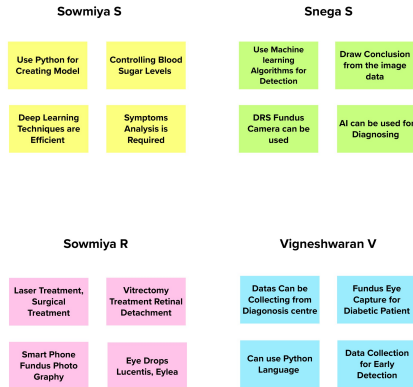 Sowmiya S
Use Python for
Creating Model
Controlling Blood
Sugar Levels
Deep Learning
Techniques are
Efficient
Symptoms
Analysis is
Required
Snega S
Use Machine
learning
Algorithms for
Detection
Draw Conclusion
from the image
data
DRS Fundus
Camera can be
used
AI can be used for
Diagnosing
Sowmiya R
Laser Treatment,
Surgical
Treatment
Vitrectomy
Treatment Retinal
Detachment
Smart Phone
Fundus Photo
Graphy
Eye Drops
Lucentis, Eylea
Vigneshwaran V
Datas Can be
Collecting from
Diagonosis centre
Fundus Eye
Capture for
Diabetic Patient
Can use Python
Language
Data Collection
for Early
Detection